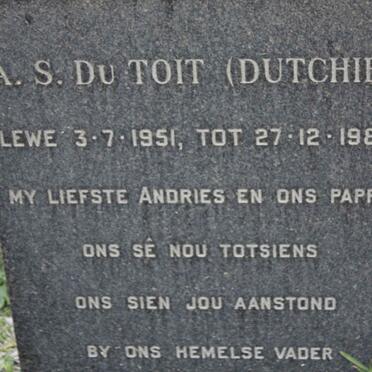 A. S. DU TOIT (DUTCHIE
LEWE 3·7·1951, TOT 27·12·198
MY LIEFSTE ANDRIES EN ONS PAPP
ONS SÊ NOU TOTSIENS
ONS SIEN JOU AANSTOND
BY ONS HEMELSE VADER